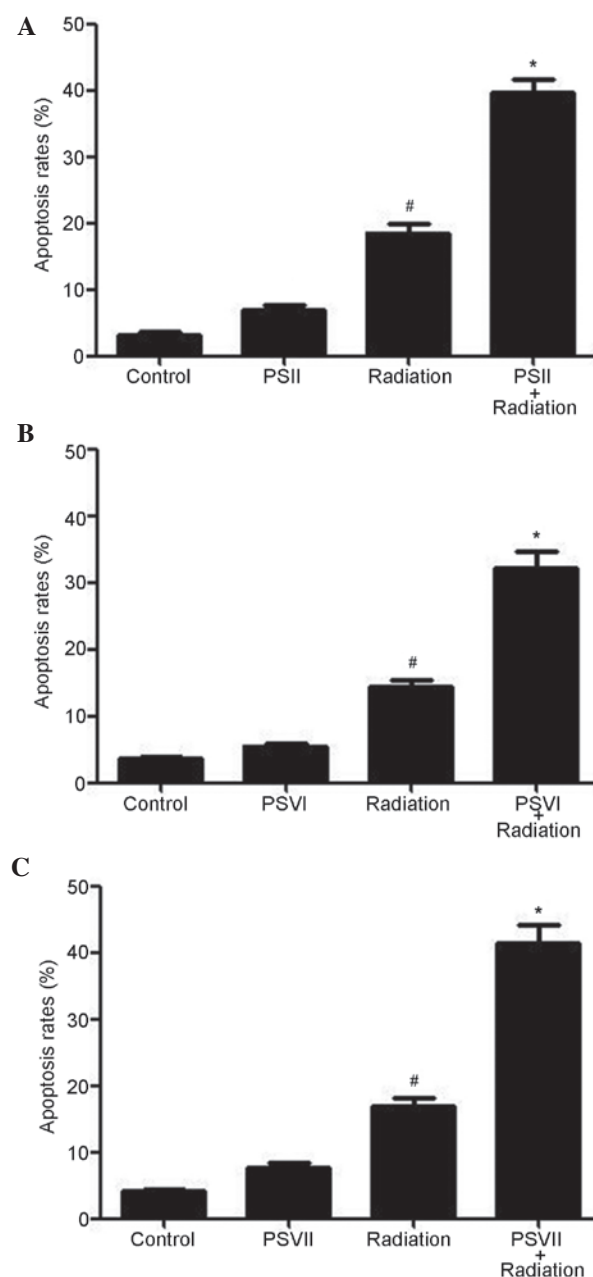 A
Apoptosis rates (%)
50
40
30
20
10
0
#
*
Control
PSII
Radiation
PSII
+
Radiation
B
Apoptosis rates (%)
50
40
30
20
10
0
#
*
Control
PSVI
Radiation
PSVI
+
Radiation
C
Apoptosis rates (%)
50
40
30
20
10
0
#
*
Control
PSVII
Radiation
PSVII
+
Radiation